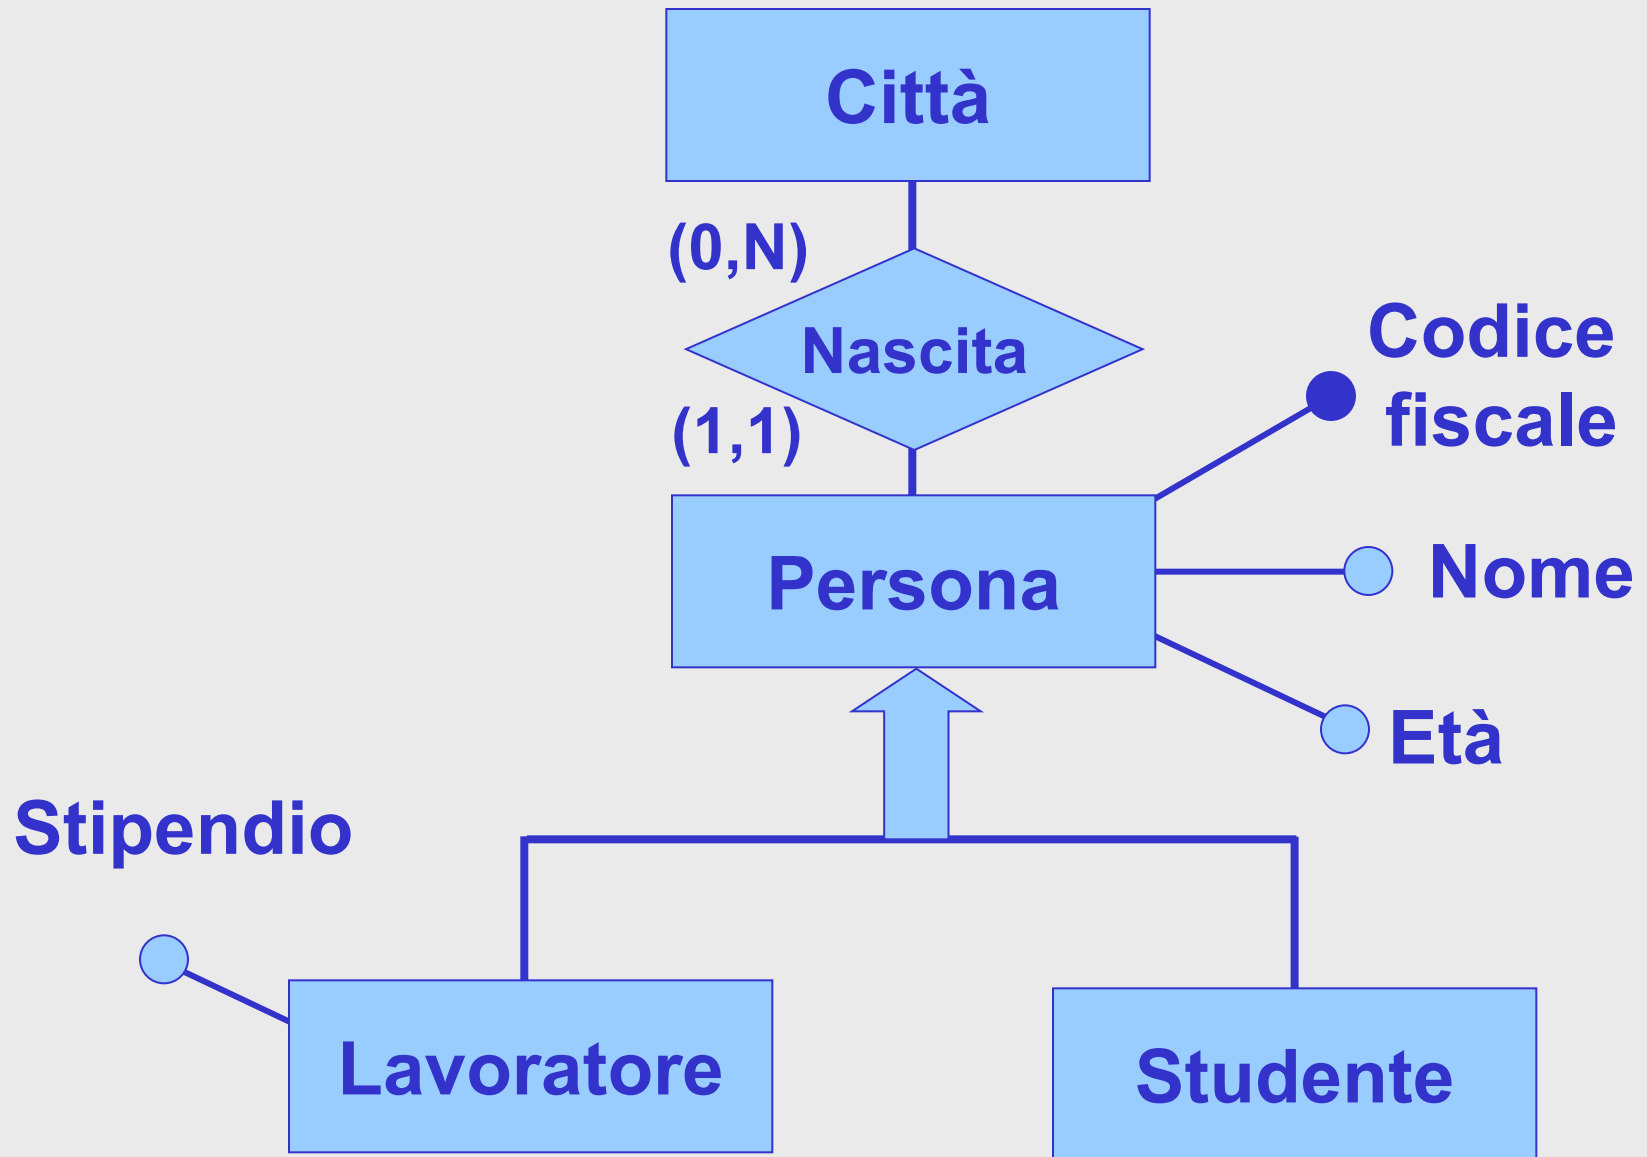 Città
(0,N)
Nascita
Codice
fiscale
(1,1)
Persona
Nome
Età
Stipendio
Lavoratore
Studente